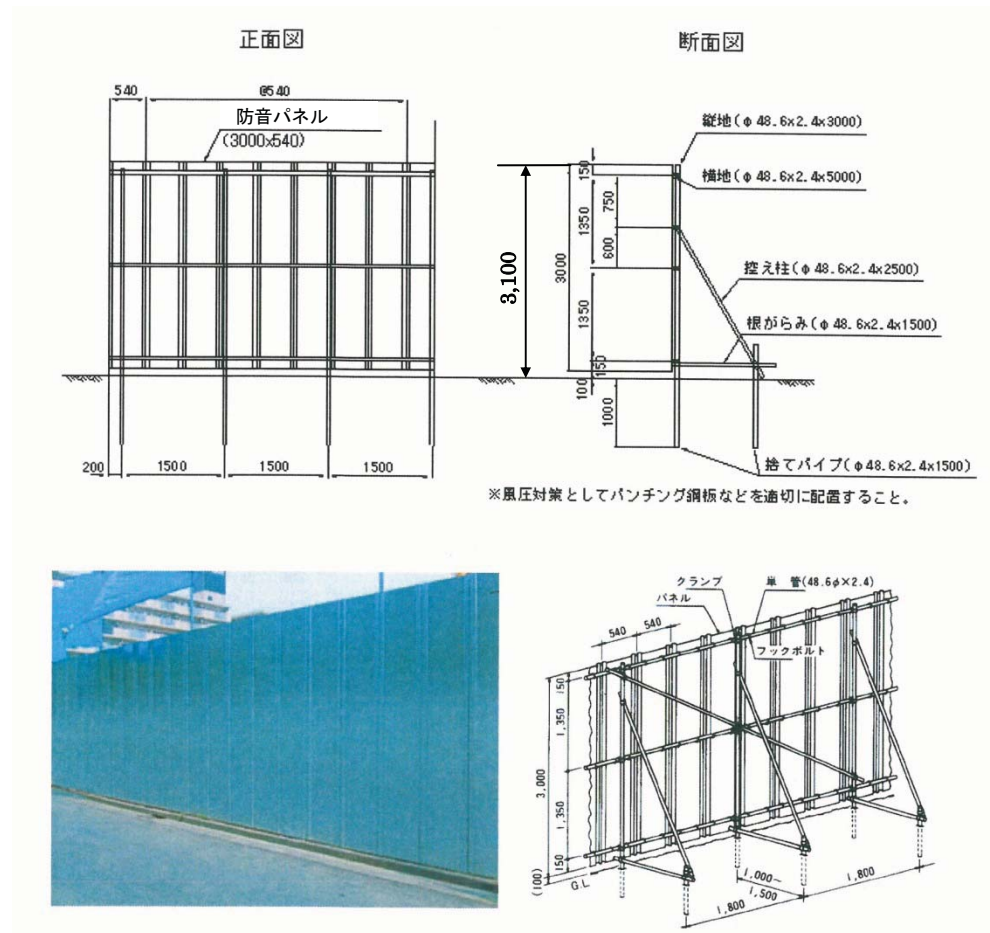 正面図
540
@540
防音パネル
(3000x540)
200
1500
1500
1500
断面図
縦地(φ48.6x2.4x3000)
横地(φ48.6x2.4x5000)
150
750
1350
600
3000
3,100
控え柱(φ48.6x2.4x2500)
1350
根がらみ(φ48.6x2.4x1500)
150
100
1000
捨てパイプ(φ48.6x2.4x1500)
※風圧対策としてパンチング鋼板などを適切に配置すること。
クランプ
単 管(48.6φ×2.4)
パネル
540
540
フックボルト
150
1,350
3,000
1,350
150
(100)
G.L
1,000~
1,500
1,800
1,800